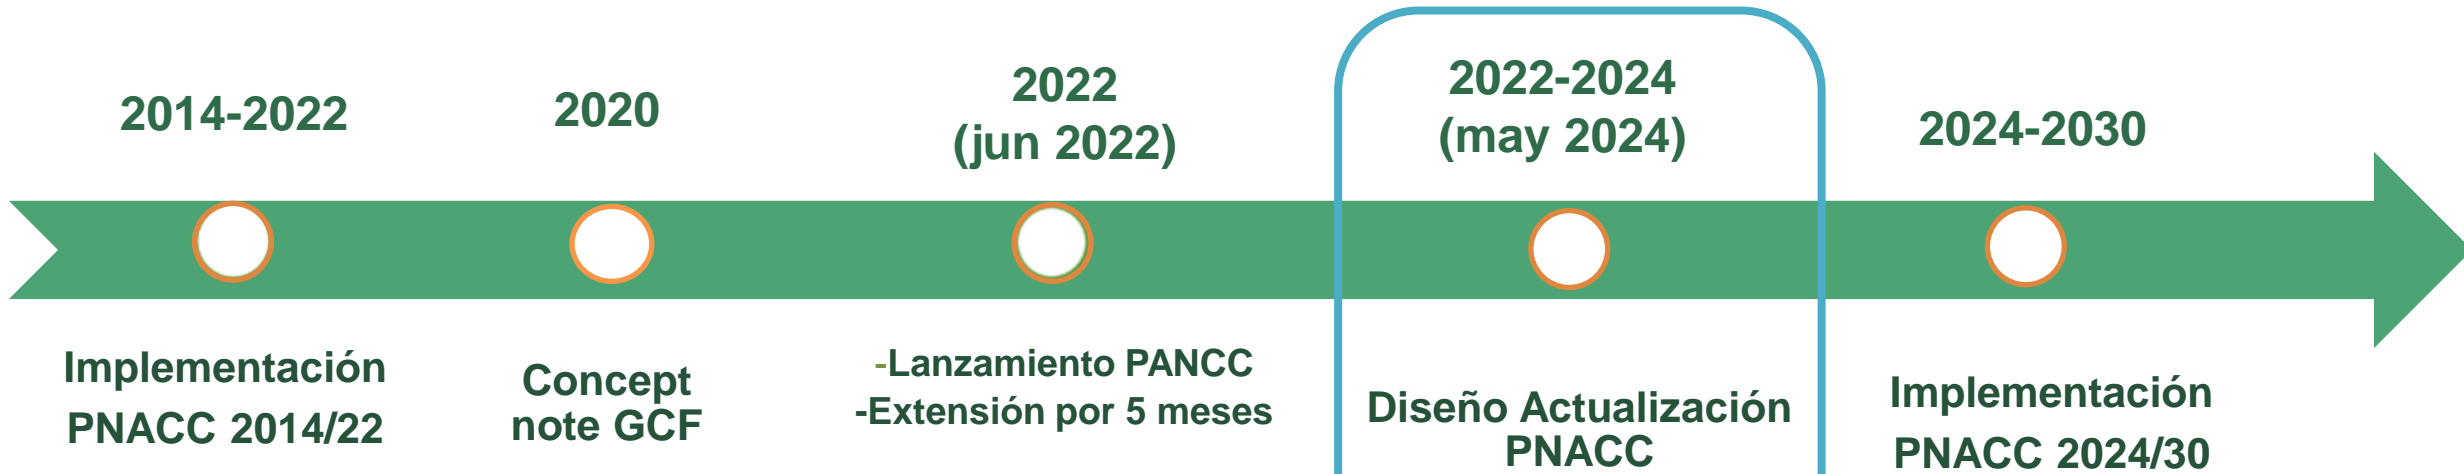 2014-2022
Implementación
PNACC 2014/22
2020
Concept
note GCF
2022
(jun 2022)
-Lanzamiento PANCC
-Extensión por 5 meses
2022-2024
(may 2024)
Diseño Actualización
PNACC
2024-2030
Implementación
PNACC 2024/30